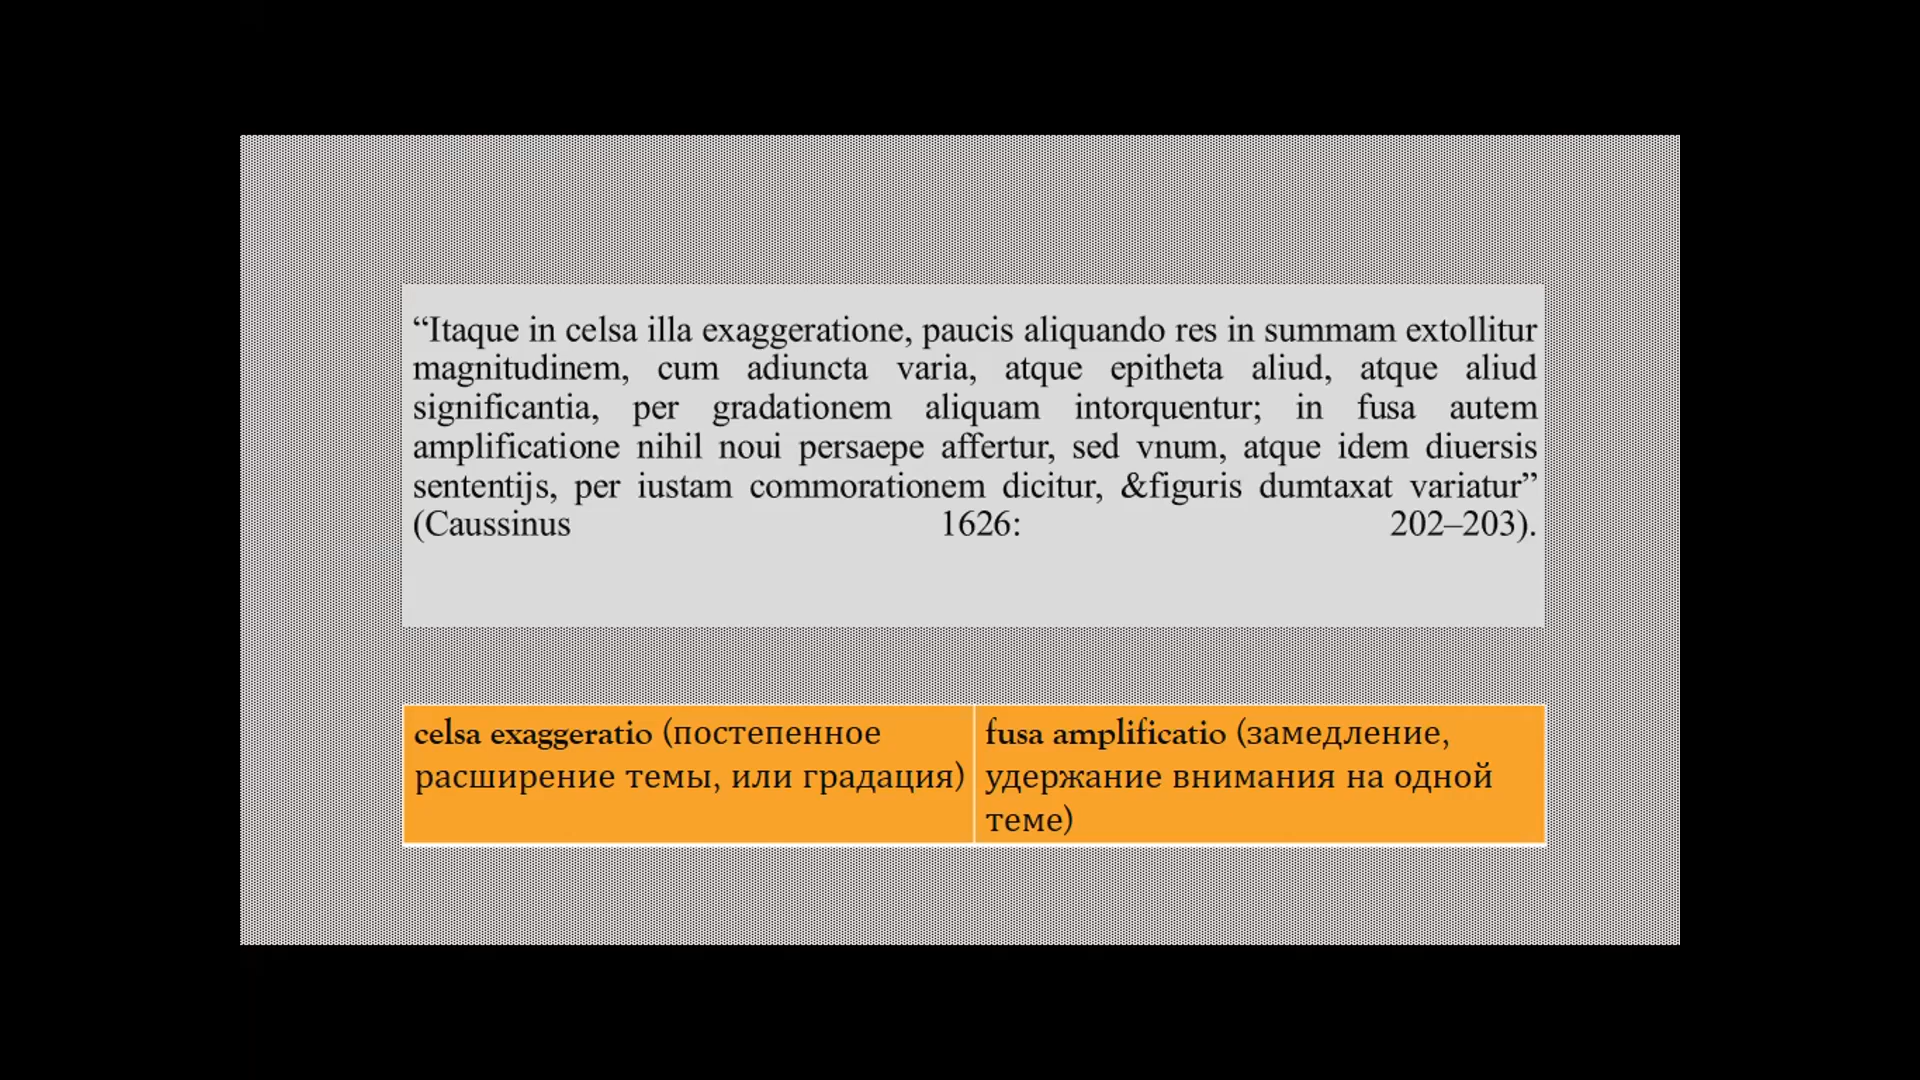 “Itaque in celsa illa exaggeratione, paucis aliquando res in summam extollitur
magnitudinem, cum adiuncta varia, atque epitheta aliud, atque aliud
significantia, per gradationem aliquam intorquentur; in fusa autem
amplificatione nihil noui persaepe affertur, sed vnum, atque idem diuersis
sententijs, per iustam commorationem dicitur, &figuris dumtaxat variatur”
(Caussinus 1626: 202–203).
celsa exaggeratio (постепенное
расширение темы, или градация)
fusa amplificatio (замедление,
удержание внимания на одной
теме)